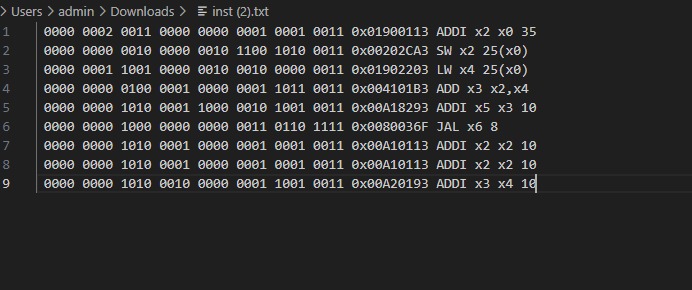 Users > admin > Downloads > inst (2).txt
1 0000 0002 0011 0000 0000 0001 0001 0011 0x01900113 ADDI x2 x0 35
2 0000 0000 0010 0000 0010 1100 1010 0011 0x00202CA3 SW x2 25(x0)
3 0000 0001 1001 0000 0010 0010 0000 0011 0x01902203 LW x4 25(x0)
4 0000 0000 0100 0001 0000 0001 1011 0011 0x004101B3 ADD x3 x2,x4
5 0000 0000 1010 0001 1000 0010 1001 0011 0x00A18293 ADDI x5 x3 10
6 0000 0000 1000 0000 0000 0011 0110 1111 0x0080036F JAL x6 8
7 0000 0000 1010 0001 0000 0001 0001 0011 0x00A10113 ADDI x2 x2 10
8 0000 0000 1010 0001 0000 0001 0001 0011 0x00A10113 ADDI x2 x2 10
9 0000 0000 1010 0010 0000 0001 1001 0011 0x00A20193 ADDI x3 x4 10